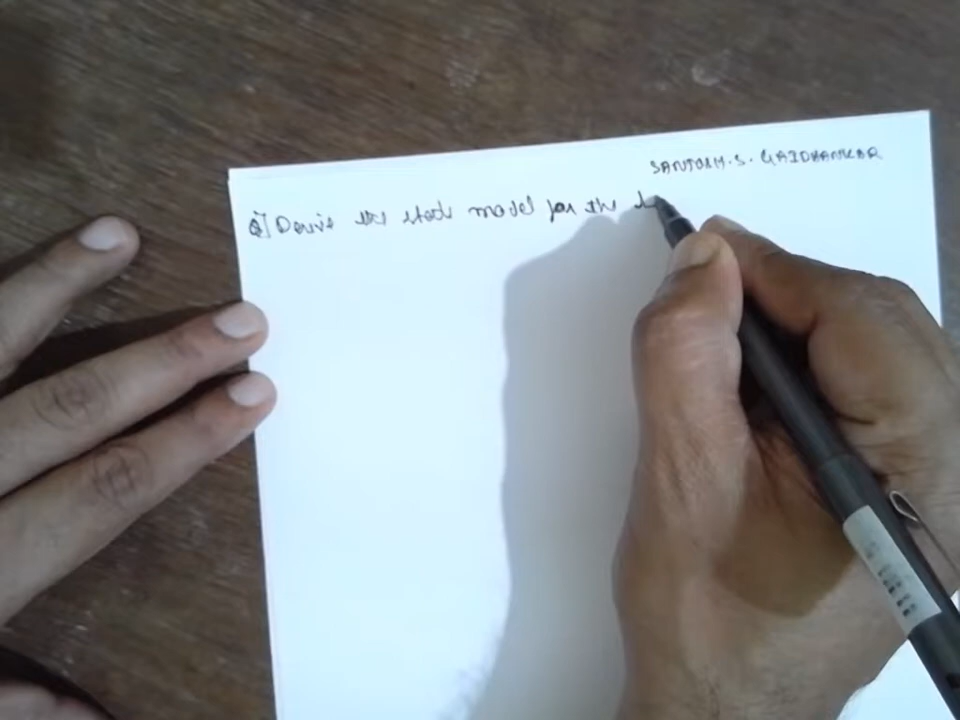 SANTOSH.S.GAIDHANKAR
Q] Derive the state model for the